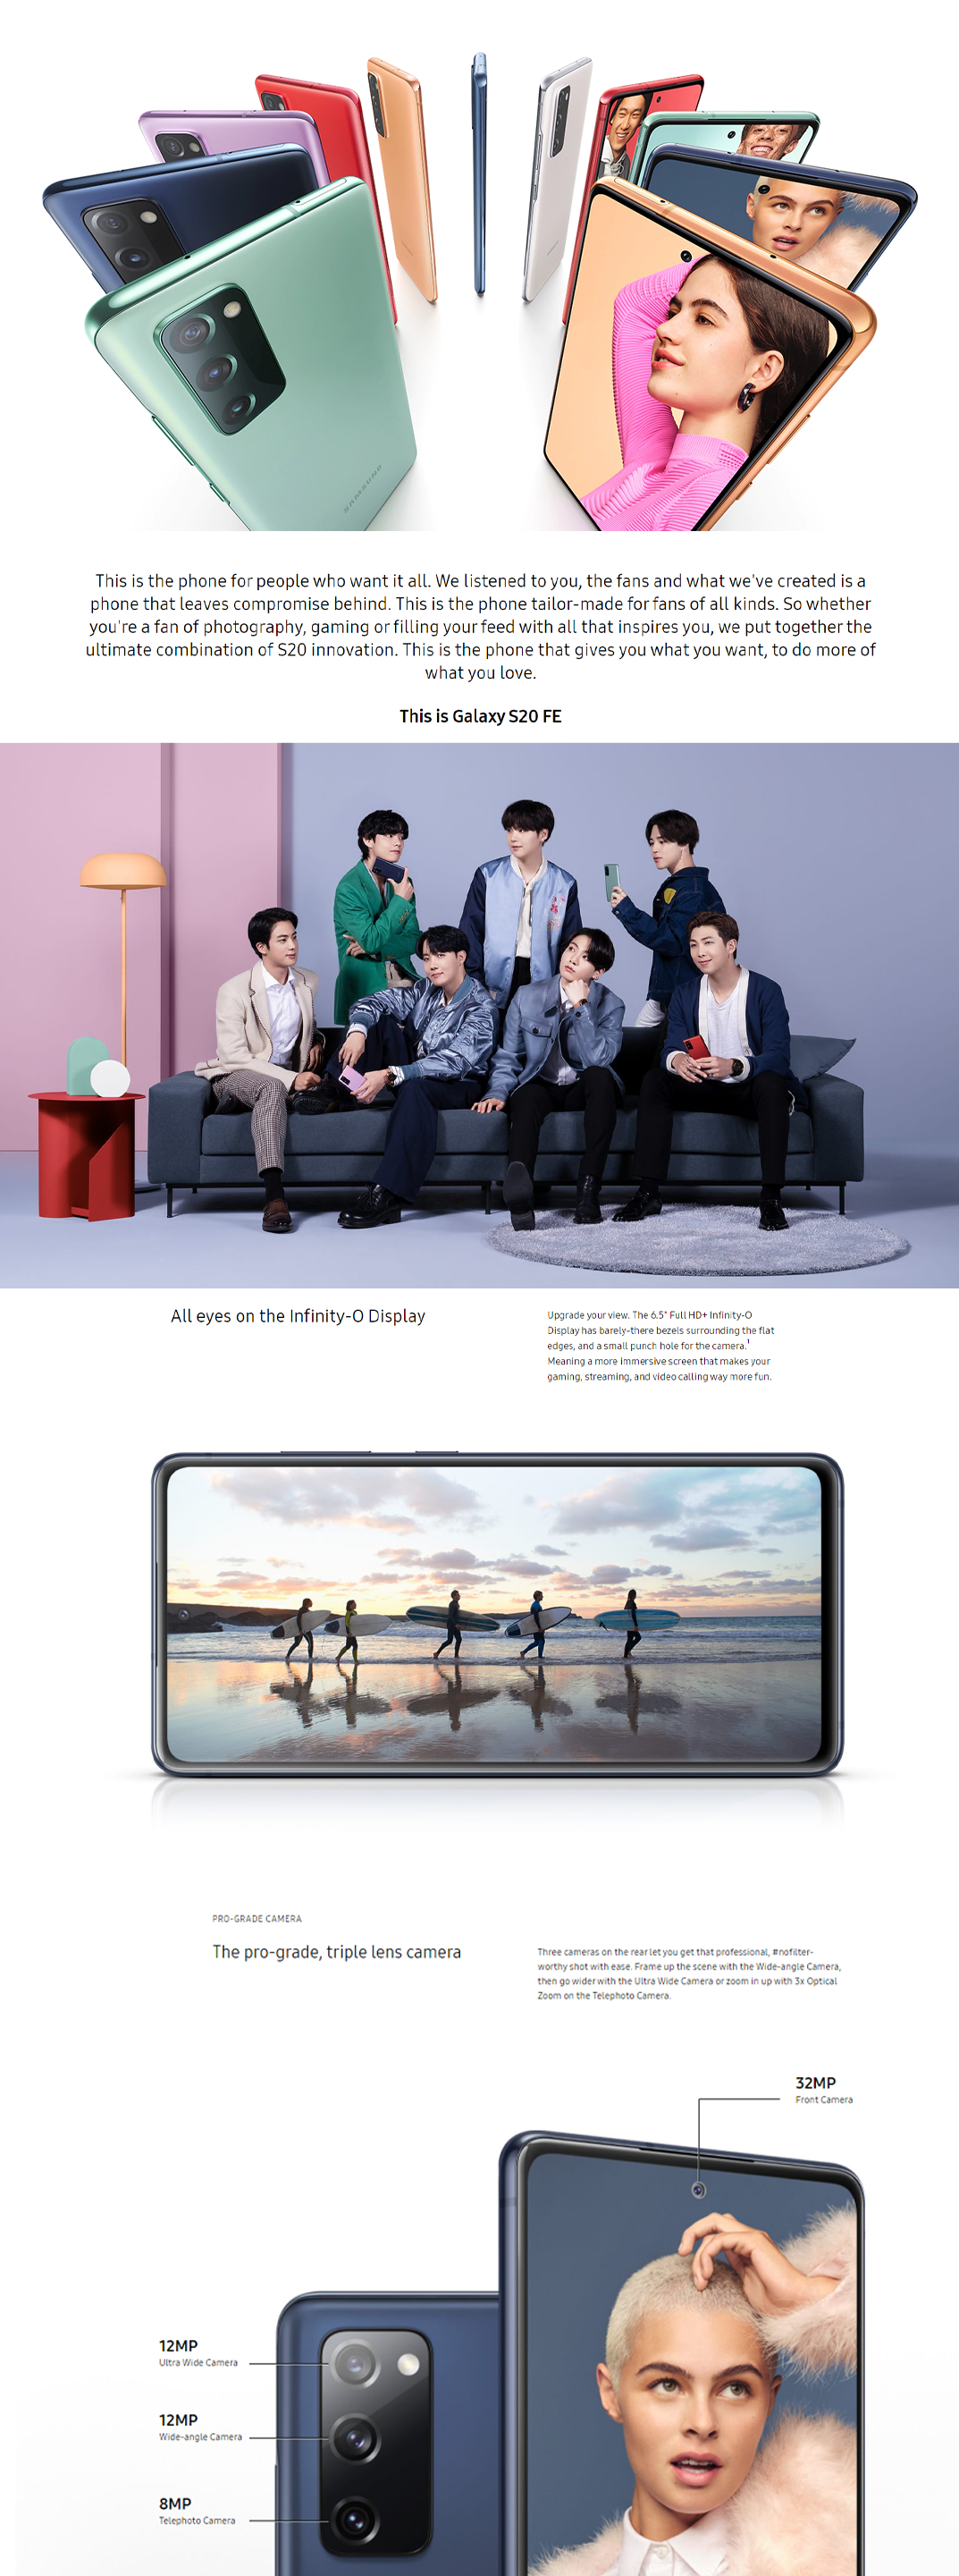 SAMSUNG
This is the phone for people who want it all. We listened to you, the fans and what we've created is a
phone that leaves compromise behind. This is the phone tailor-made for fans of all kinds. So whether
you're a fan of photography, gaming or filling your feed with all that inspires you, we put together the
ultimate combination of S20 innovation. This is the phone that gives you what you want, to do more of
what you love.
This is Galaxy S20 FE
All eyes on the Infinity-O Display
Upgrade your view. The 6.5" Full HD+ Infinity-O
Display has barely-there bezels surrounding the flat
edges, and a small punch hole for the camera.¹
Meaning a more immersive screen that makes your
gaming, streaming, and video calling way more fun.
PRO-GRADE CAMERA
The pro-grade, triple lens camera
Three cameras on the rear let you get that professional, #nofilter-
worthy shot with ease. Frame up the scene with the Wide-angle Camera,
then go wider with the Ultra Wide Camera or zoom in up with 3x Optical
Zoom on the Telephoto Camera.
32MP
Front Camera
12MP
Ultra Wide Camera
12MP
Wide-angle Camera
8MP
Telephoto Camera